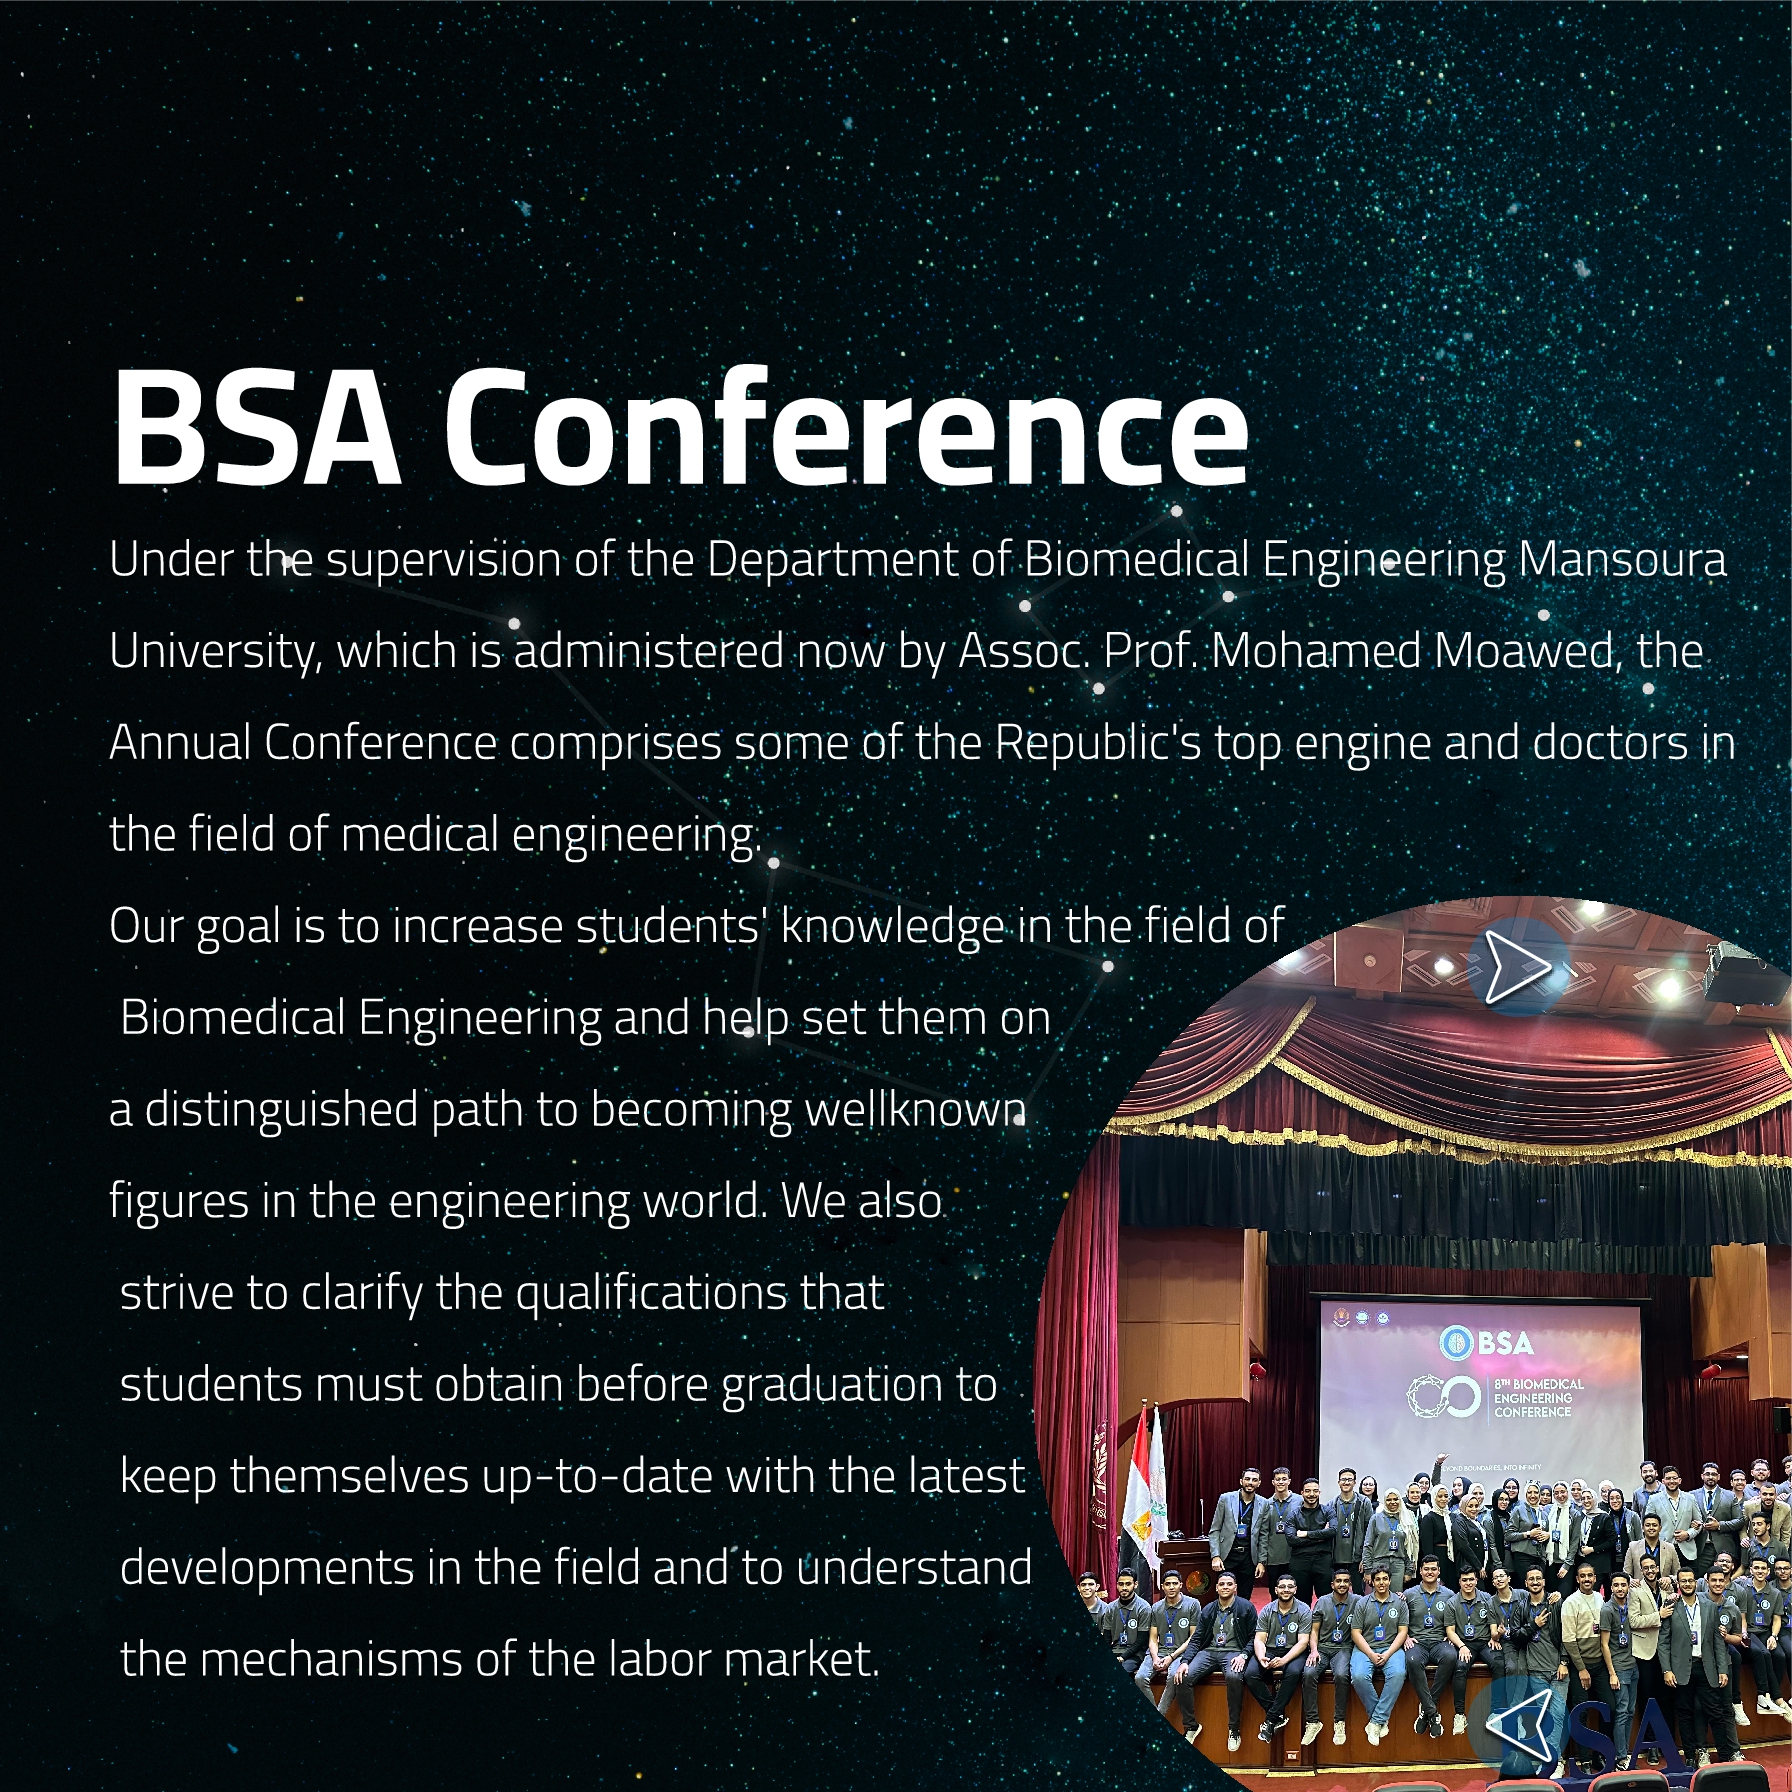 BSA Conference
Under the supervision of the Department of Biomedical Engineering Mansoura
University, which is administered now by Assoc. Prof. Mohamed Moawed, the
Annual Conference comprises some of the Republic's top engine and doctors in
the field of medical engineering.
Our goal is to increase students' knowledge in the field of
Biomedical Engineering and help set them on
a distinguished path to becoming wellknown
figures in the engineering world. We also
strive to clarify the qualifications that
students must obtain before graduation to
keep themselves up-to-date with the latest
developments in the field and to understand
the mechanisms of the labor market.
BSA
8TH BIOMEDICAL
ENGINEERING
CONFERENCE
BEYOND BOUNDARIES, INTO INFINITY
BSA